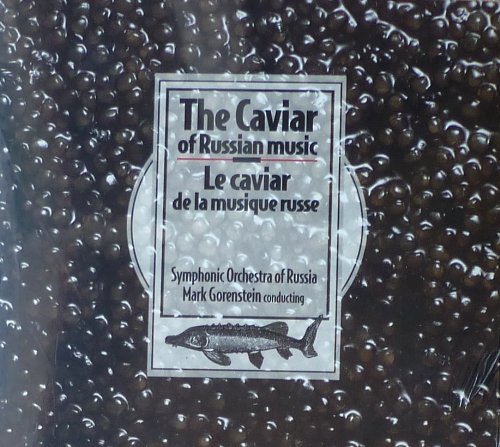 The Caviar
of Russian music
Le caviar
de la musique russe
Symphonic Orchestra of Russia
Mark Gorenstein conducting